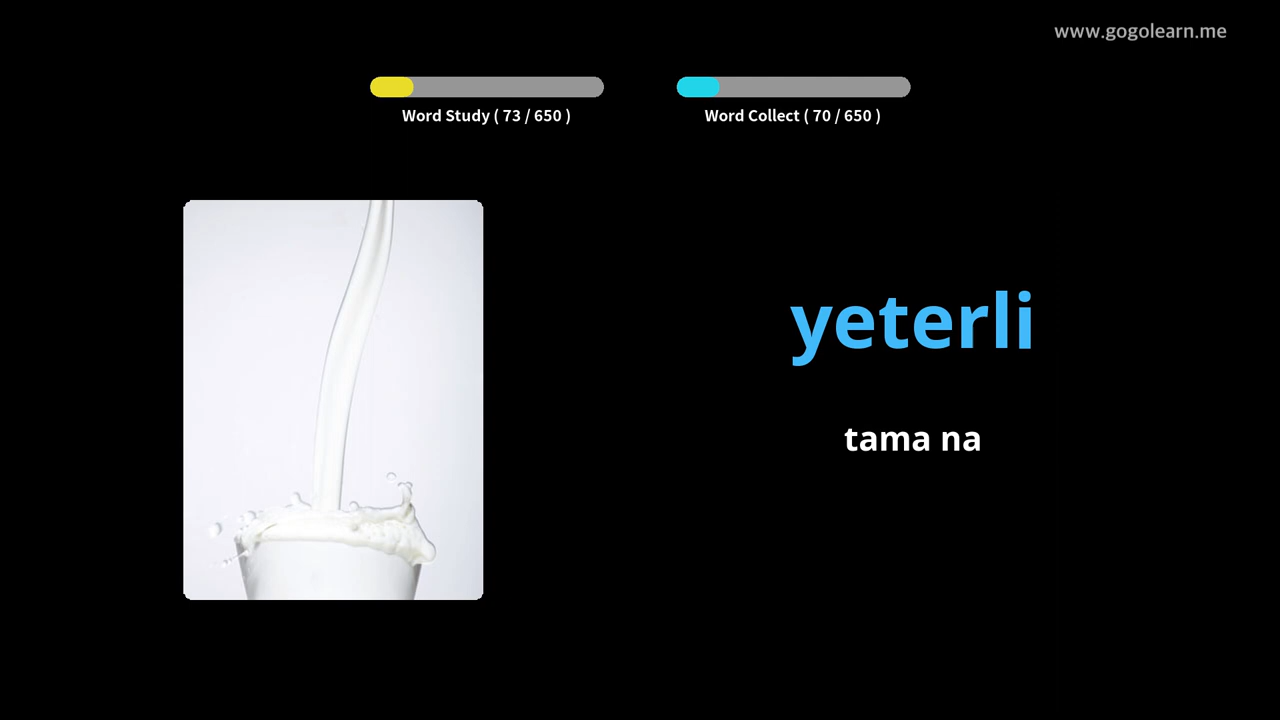 www.gogolearn.me
Word Study ( 73 / 650 )
Word Collect ( 70 / 650 )
yeterli
tama na